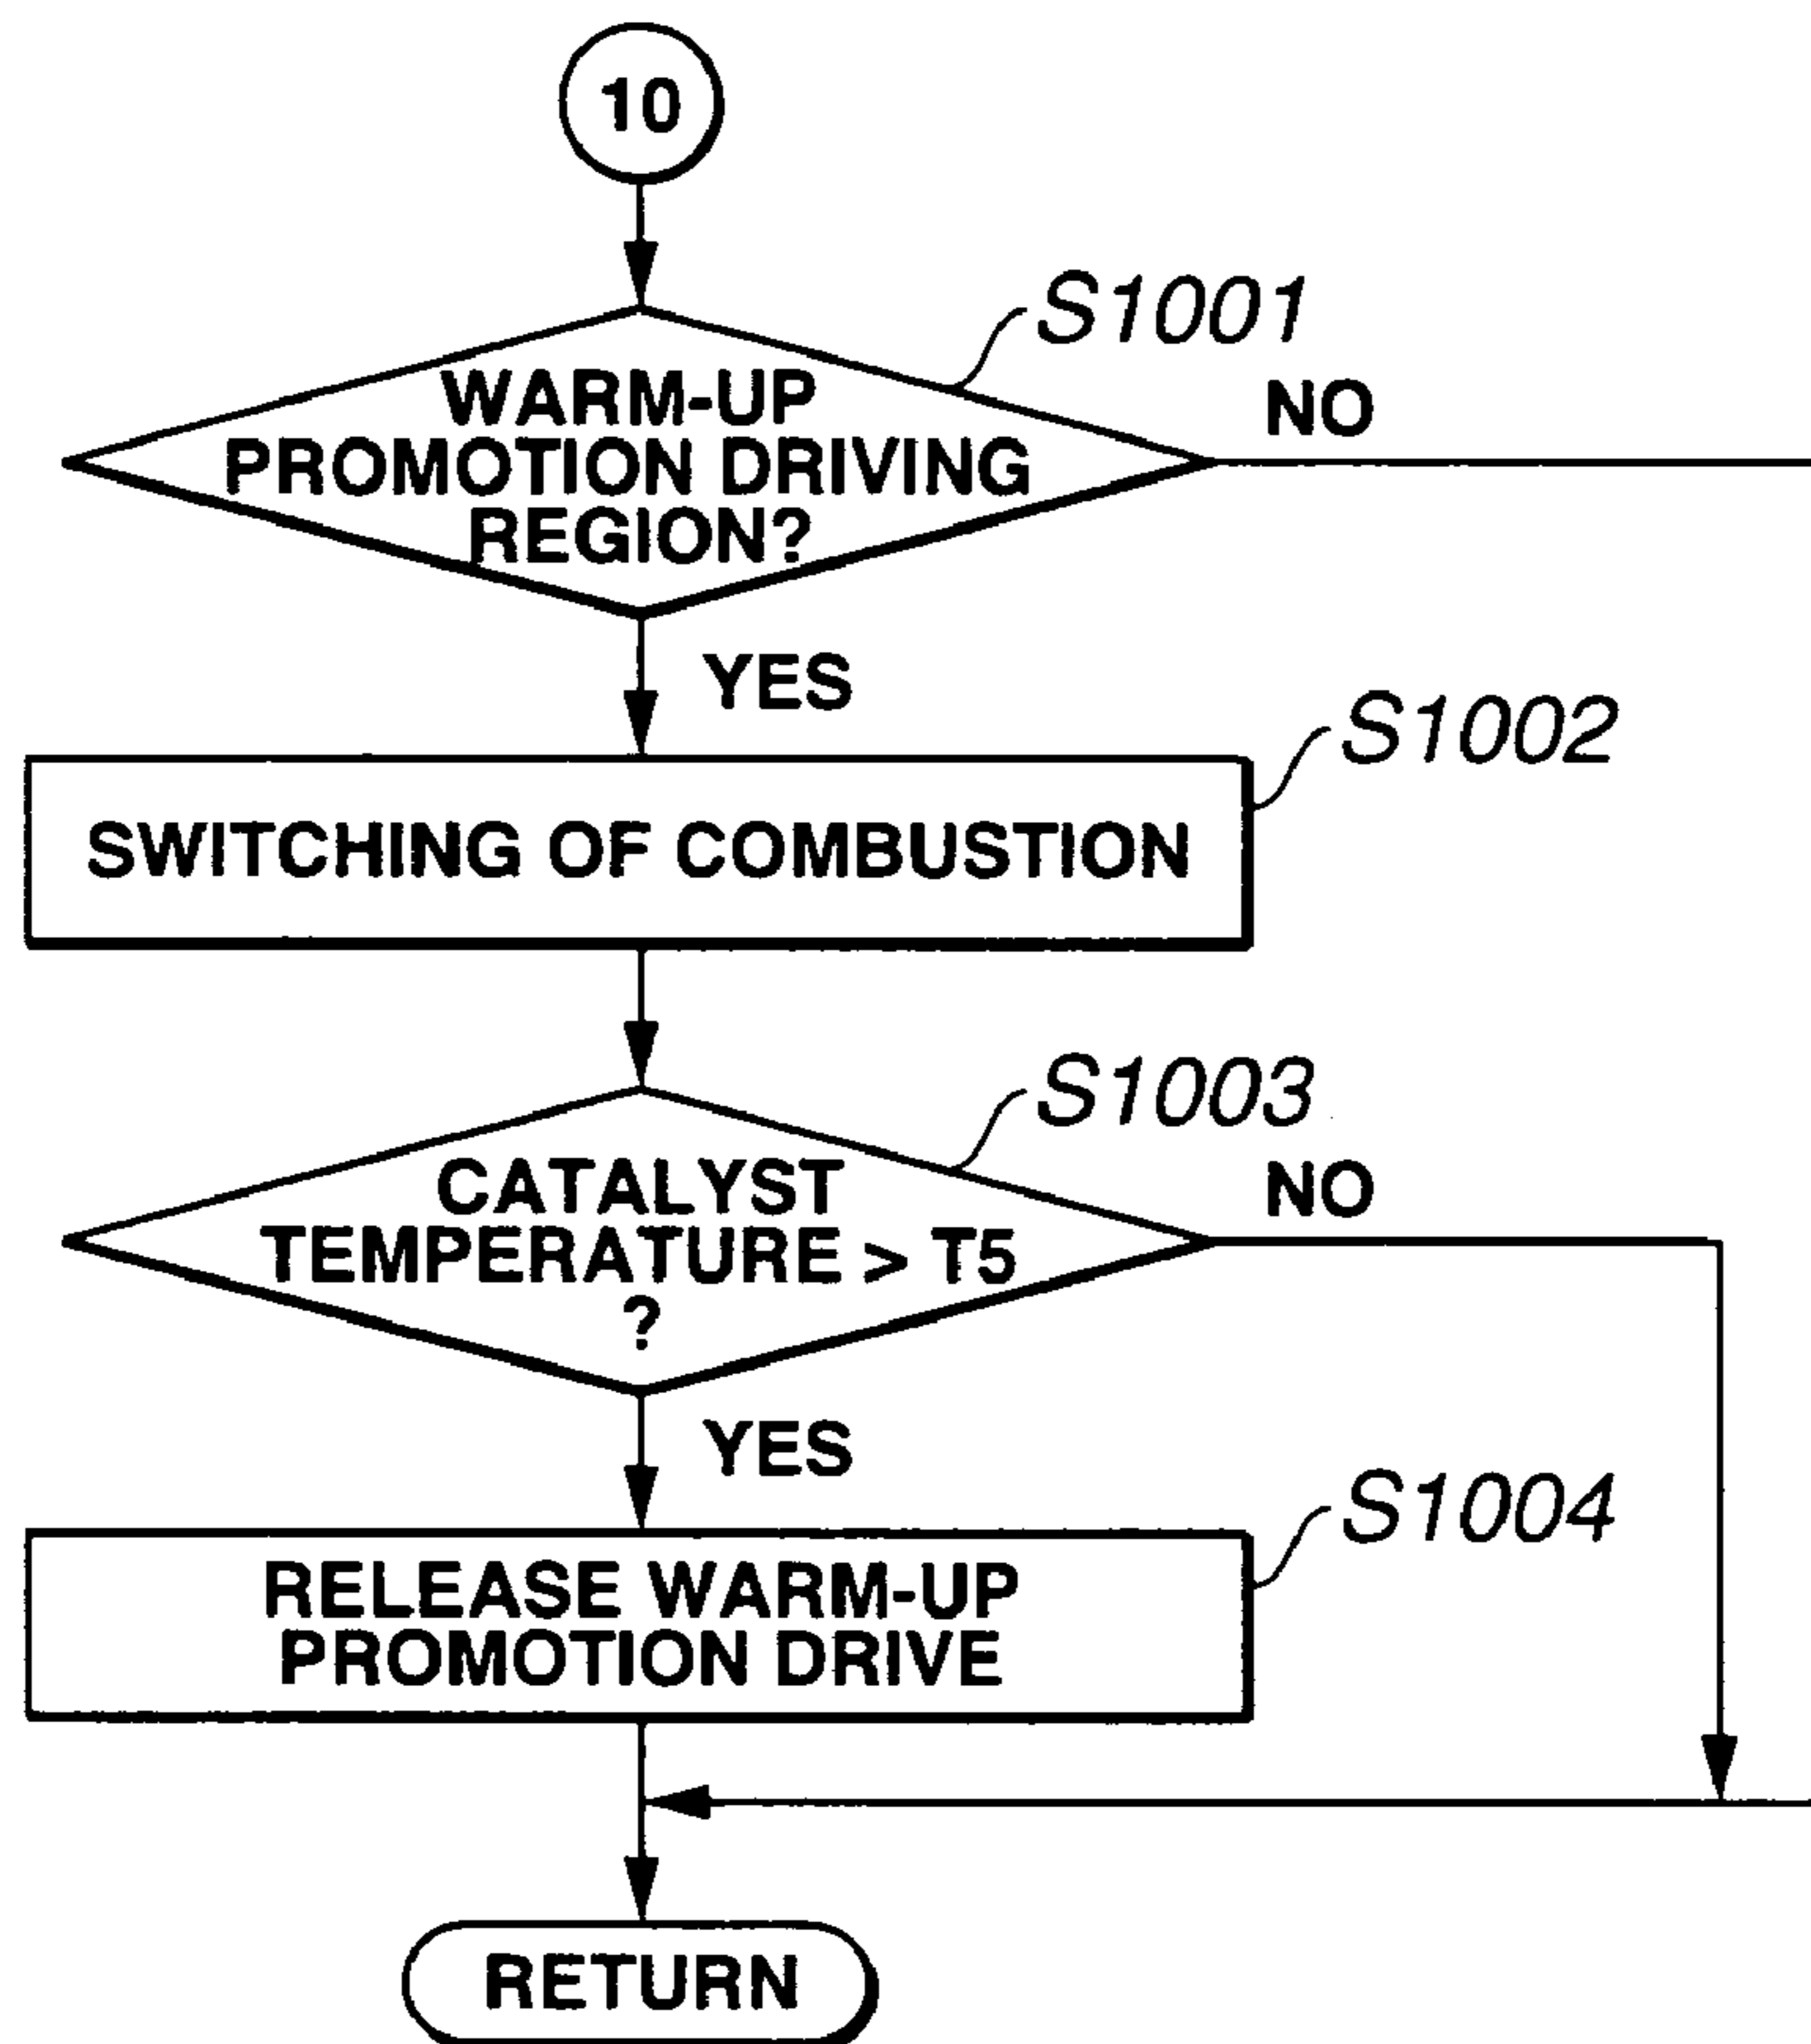 10
S1001
WARM-UP
PROMOTION DRIVING
REGION?
NO
YES
S1002
SWITCHING OF COMBUSTION
S1003
CATALYST
TEMPERATURE > T5
?
NO
YES
S1004
RELEASE WARM-UP
PROMOTION DRIVE
RETURN